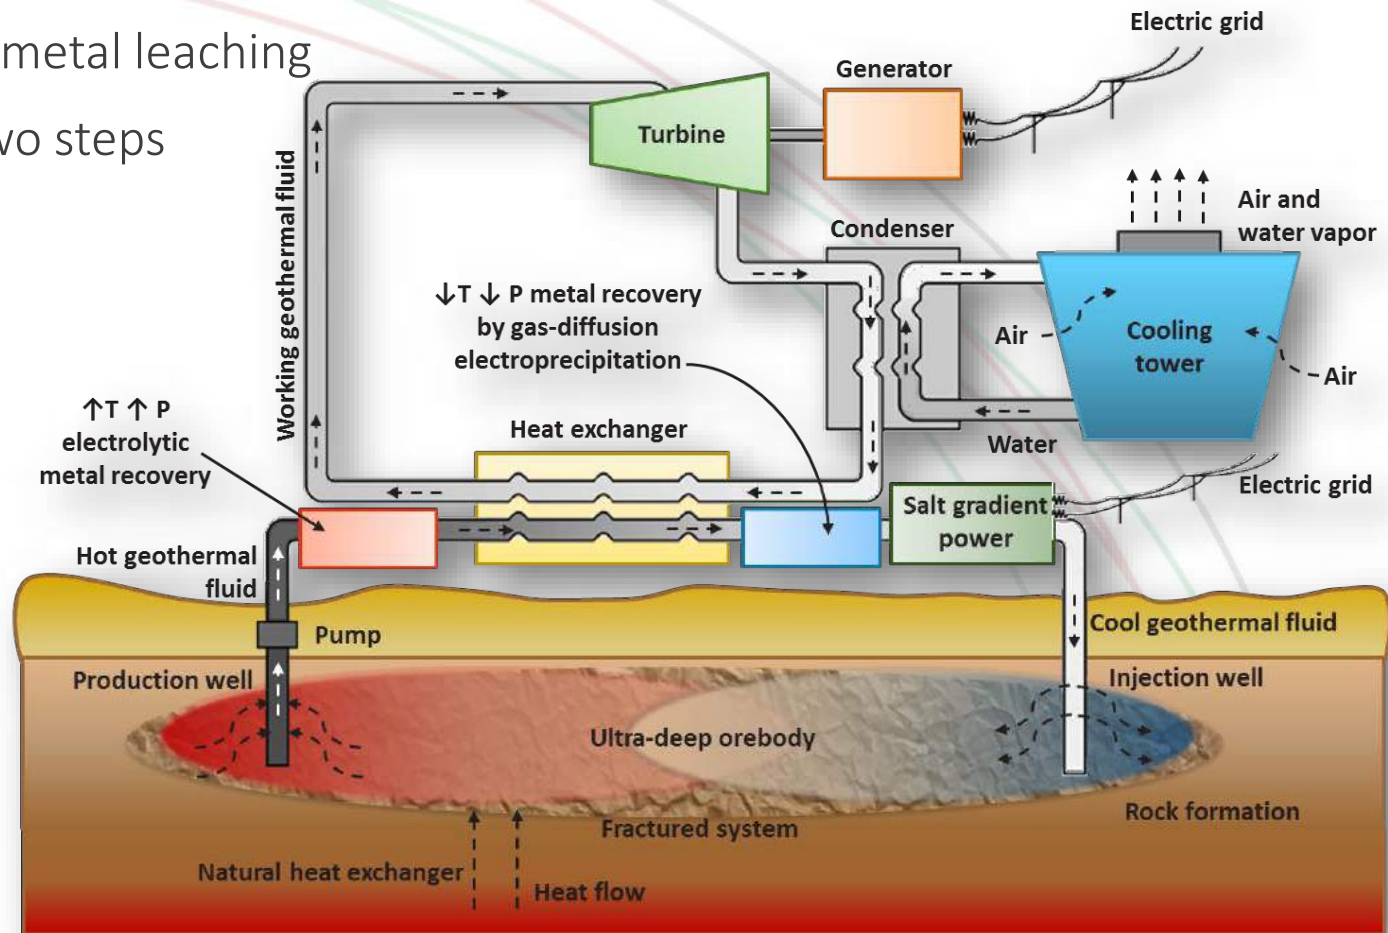 metal leaching
wo steps
Electric grid
Generator
Turbine
Working geothermal fluid
Air and
water vapor
Condenser
↓T ↓ P metal recovery
by gas-diffusion
electroprecipitation
Air
Cooling
tower
Air
↑T ↑ P
electrolytic
metal recovery
Heat exchanger
Water
Electric grid
Salt gradient
power
Hot geothermal
fluid
Pump
Cool geothermal fluid
Production well
Injection well
Ultra-deep orebody
Rock formation
Fractured system
Natural heat exchanger
Heat flow